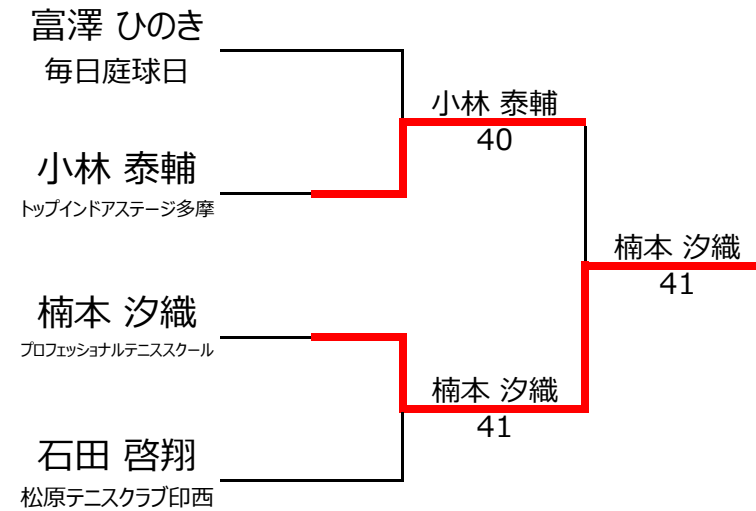 富澤 ひのき
毎日庭球日
小林 泰輔
40
小林 泰輔
トップインドアステージ多摩
楠本 汐織
41
楠本 汐織
プロフェッショナルテニススクール
楠本 汐織
41
石田 啓翔
松原テニスクラブ印西